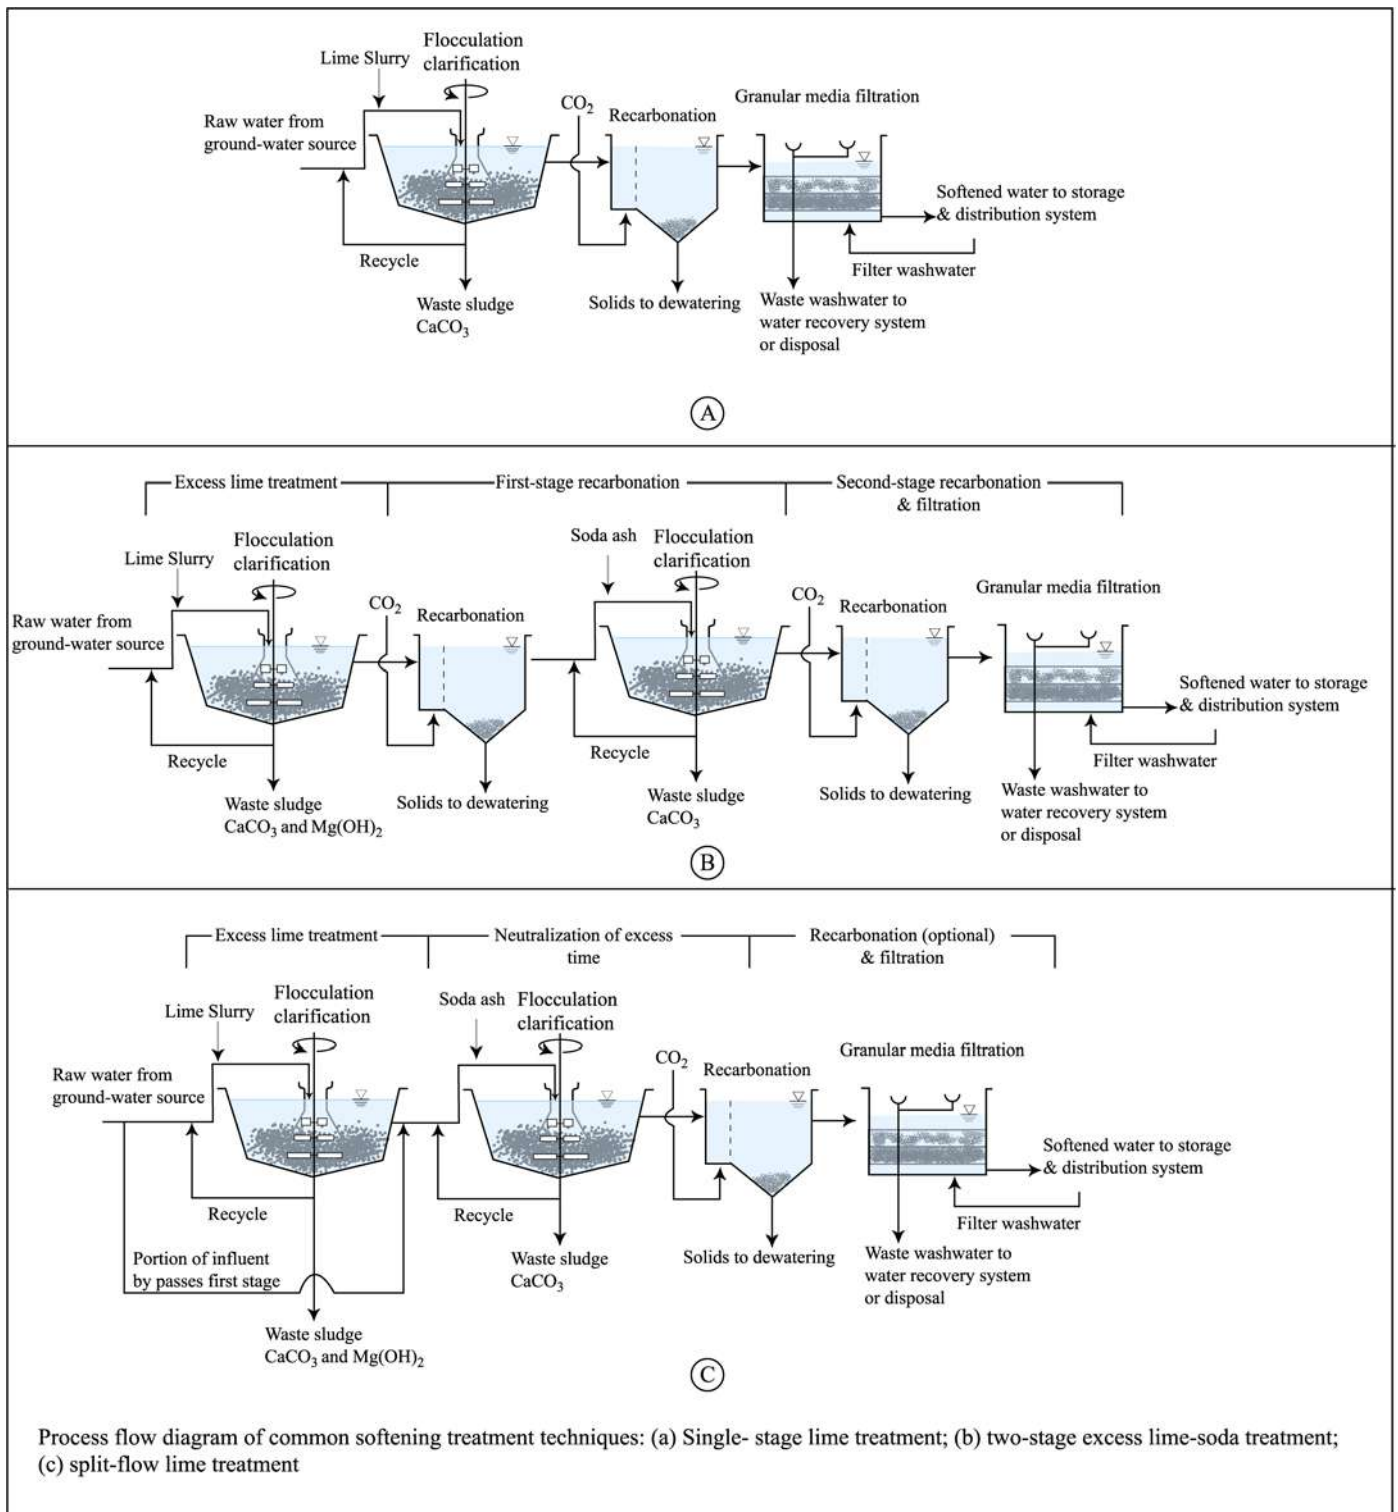 Flocculation
clarification
Lime Slurry
CO2
Recarbonation
Granular media filtration
Raw water from
ground-water source
Softened water to storage
& distribution system
Recycle
Filter washwater
Waste sludge
CaCO3
Solids to dewatering
Waste washwater to
water recovery system
or disposal
A
Excess lime treatment
First-stage recarbonation
Second-stage recarbonation
& filtration
Lime Slurry
Flocculation
clarification
Soda ash
Flocculation
clarification
CO2
Recarbonation
CO2
Recarbonation
Granular media filtration
Raw water from
ground-water source
Softened water to storage
& distribution system
Recycle
Recycle
Filter washwater
Waste sludge
CaCO3 and Mg(OH)2
Solids to dewatering
Waste sludge
CaCO3
Solids to dewatering
Waste washwater to
water recovery system
or disposal
B
Excess lime treatment
Neutralization of excess
time
Recarbonation (optional)
& filtration
Lime Slurry
Flocculation
clarification
Soda ash
Flocculation
clarification
CO2
Recarbonation
Granular media filtration
Raw water from
ground-water source
Softened water to storage
& distribution system
Recycle
Recycle
Filter washwater
Portion of influent
by passes first stage
Waste sludge
CaCO3
Solids to dewatering
Waste washwater to
water recovery system
or disposal
Waste sludge
CaCO3 and Mg(OH)2
C
Process flow diagram of common softening treatment techniques: (a) Single- stage lime treatment; (b) two-stage excess lime-soda treatment;
(c) split-flow lime treatment